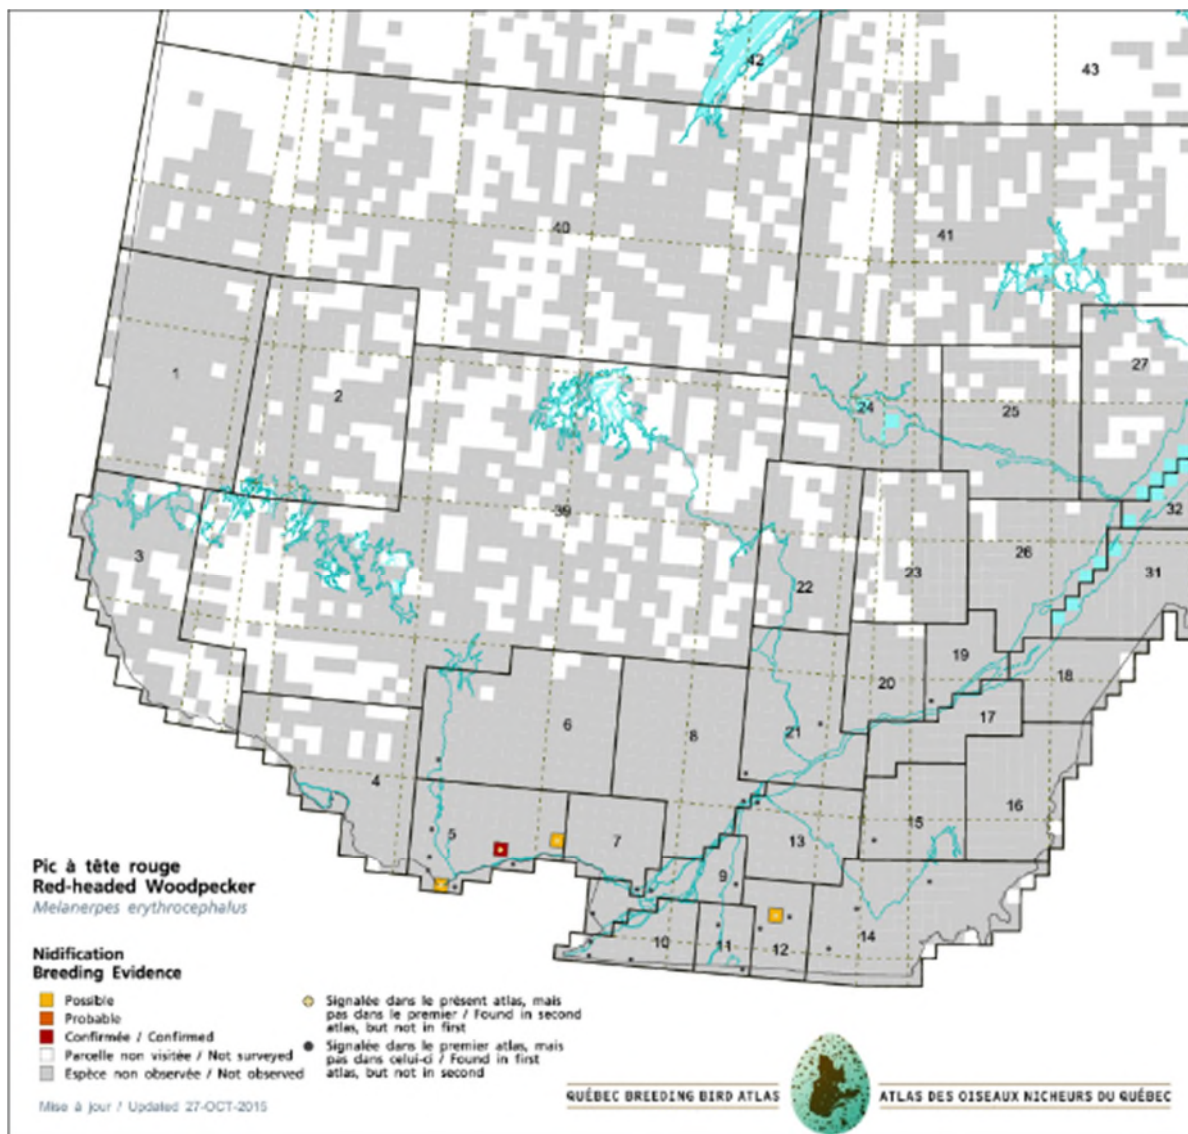 42
43
40
41
1
2
27
24
25
39
32
3
22
23
26
31
19
18
20
6
17
8
21
4
16
5
7
13
15
9
10
11
12
14
Pic à tête rouge
Red-headed Woodpecker
Melanerpes erythrocephalus
Nidification
Breeding Evidence
Possible
Probable
Confirmée / Confirmed
Parcelle non visitée / Not surveyed
Espèce non observée / Not observed
Signalée dans le présent atlas, mais
pas dans le premier / Found in second
atlas, but not in first
Signalée dans le premier atlas, mais
pas dans celui-ci / Found in first
atlas, but not in second
Mise à jour / Updated 27-OCT-2015
QUÉBEC BREEDING BIRD ATLAS
ATLAS DES OISEAUX NICHEURS DU QUÉBEC